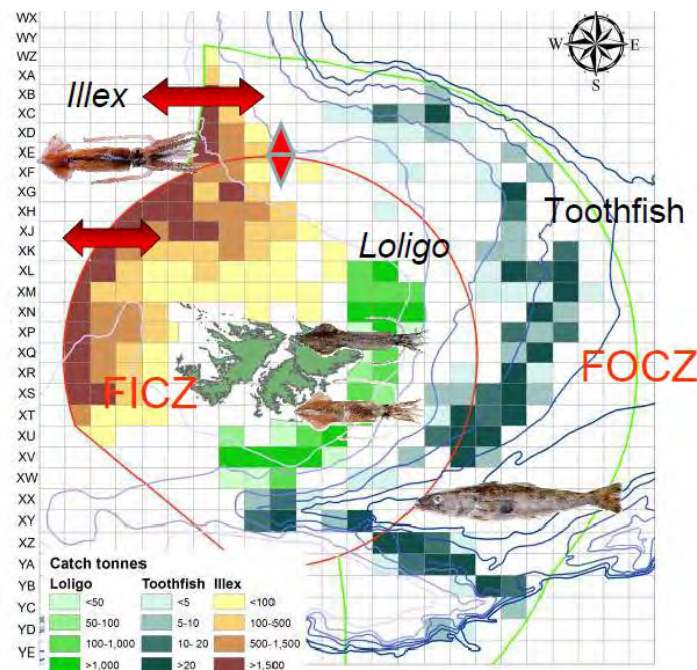 WX
WY
WZ
XA
XB
XC
XD
XE
XF
XG
XH
XJ
XK
XL
XM
XN
XP
XQ
XR
XS
XT
XU
XV
XW
XX
XY
XZ
YA
YB
YC
YD
YE
N
W E
S
Illex
Toothfish
Loligo
FICZ
FOCZ
Catch tonnes
Loligo Toothfish Illex
<50 <5 <100
50-100 5-10 100-500
100-1,000 10-20 500-1,500
>1,000 >20 >1,500